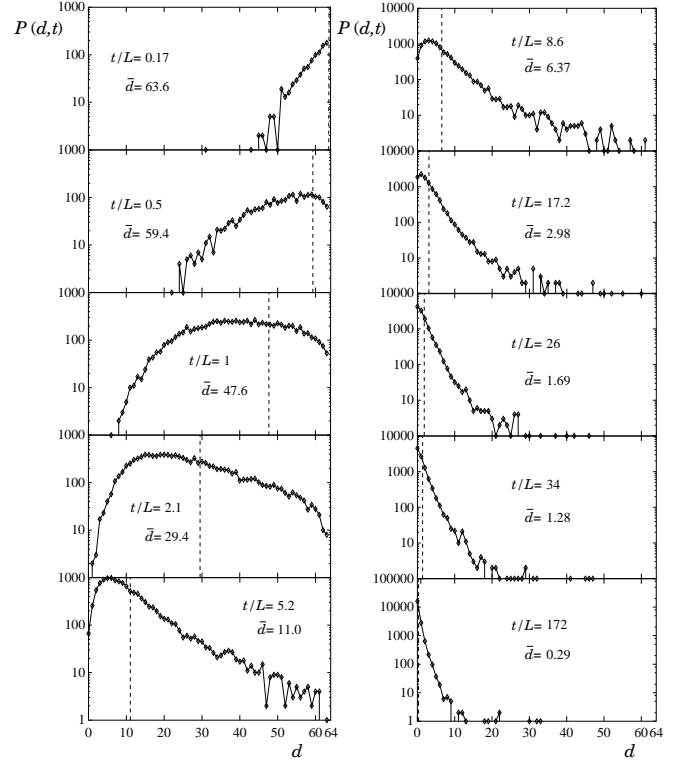 P (d,t)
1000
100
10
1000
t/L= 0.17
d̄= 63.6
100
10
1000
t/L= 0.5
d̄= 59.4
100
10
1000
t/L= 1
d̄= 47.6
100
10
1000
t/L= 2.1
d̄= 29.4
100
10
1
t/L= 5.2
d̄= 11.0
0 10 20 30 40 50 60 64
d
P (d,t)
1000
100
10
10000
t/L= 8.6
d̄= 6.37
1000
100
10
10000
t/L= 17.2
d̄= 2.98
1000
100
10
10000
t/L= 26
d̄= 1.69
1000
100
10
100000
t/L= 34
d̄= 1.28
10000
1000
100
10
1
t/L= 172
d̄= 0.29
0 10 20 30 40 50 60 64
d